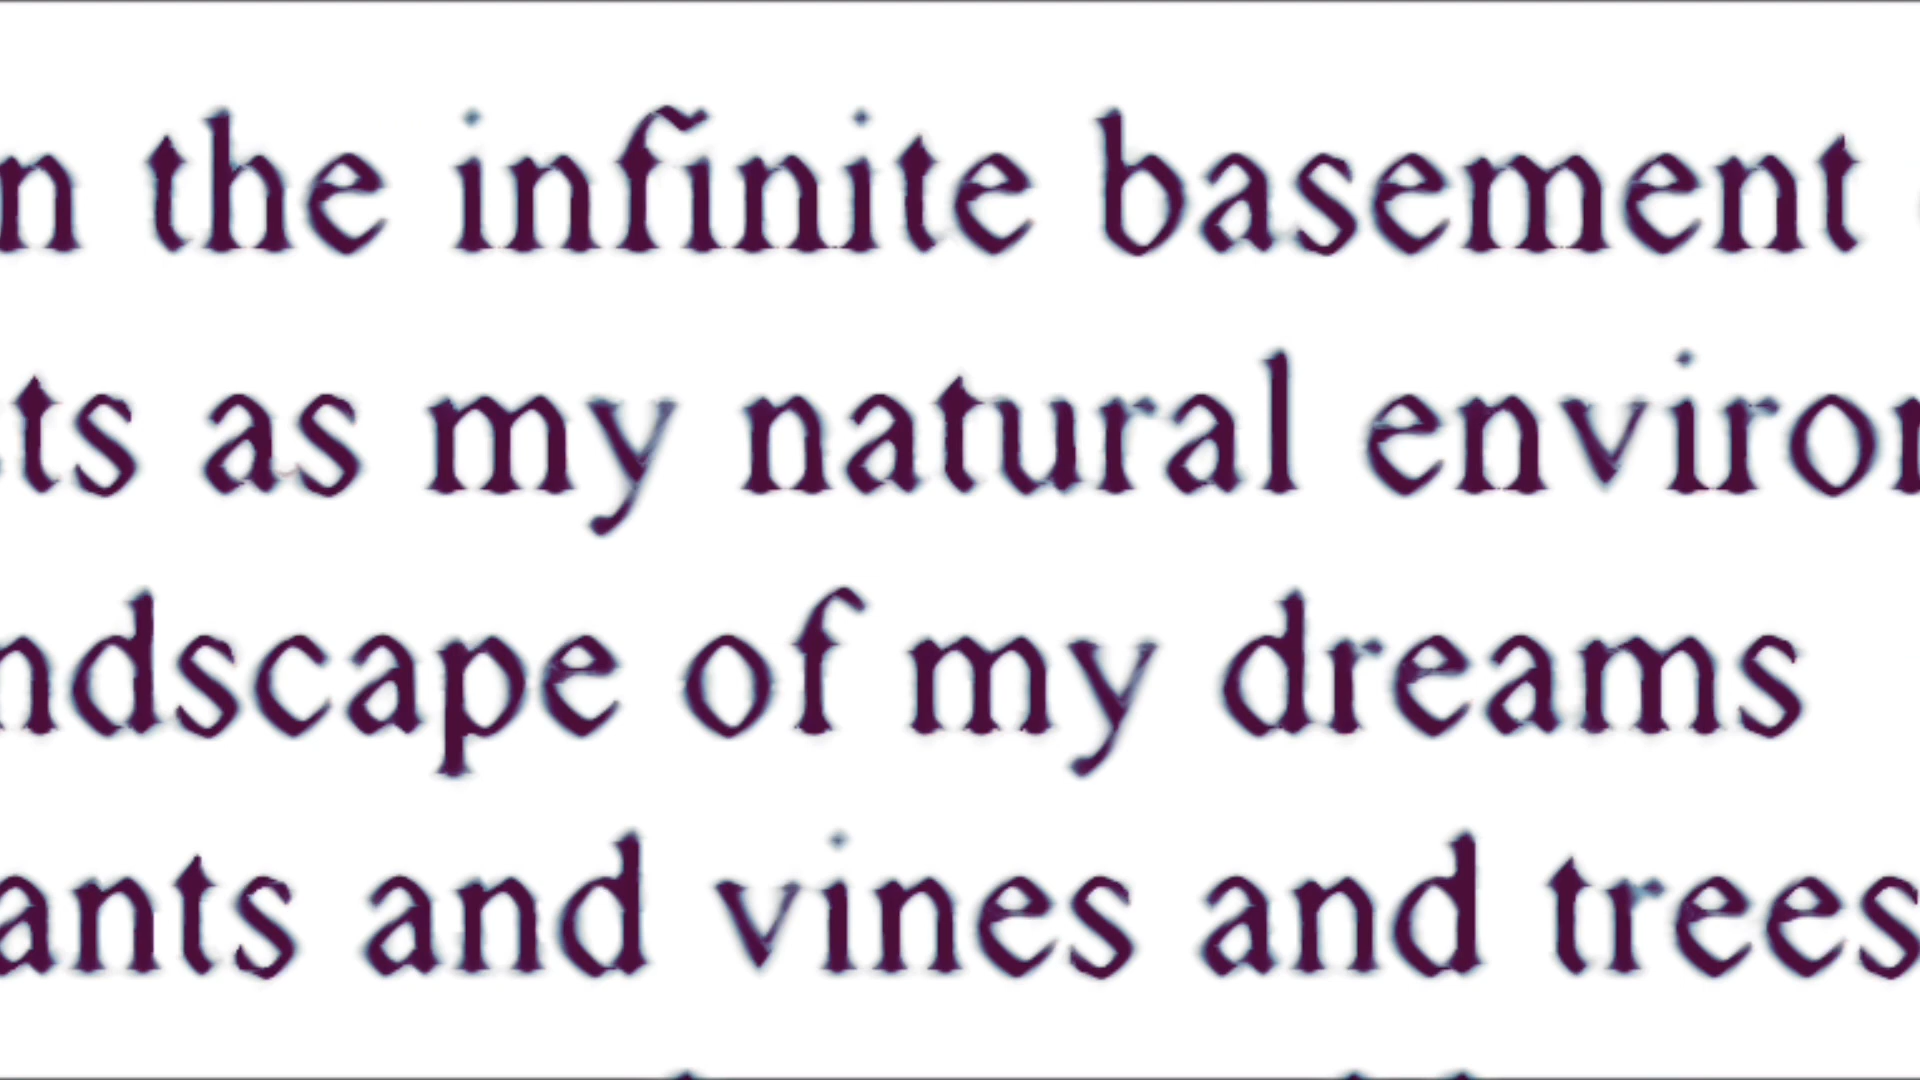 n the infinite basement
ts as my natural environ
ndscape of my dreams
ants and vines and trees